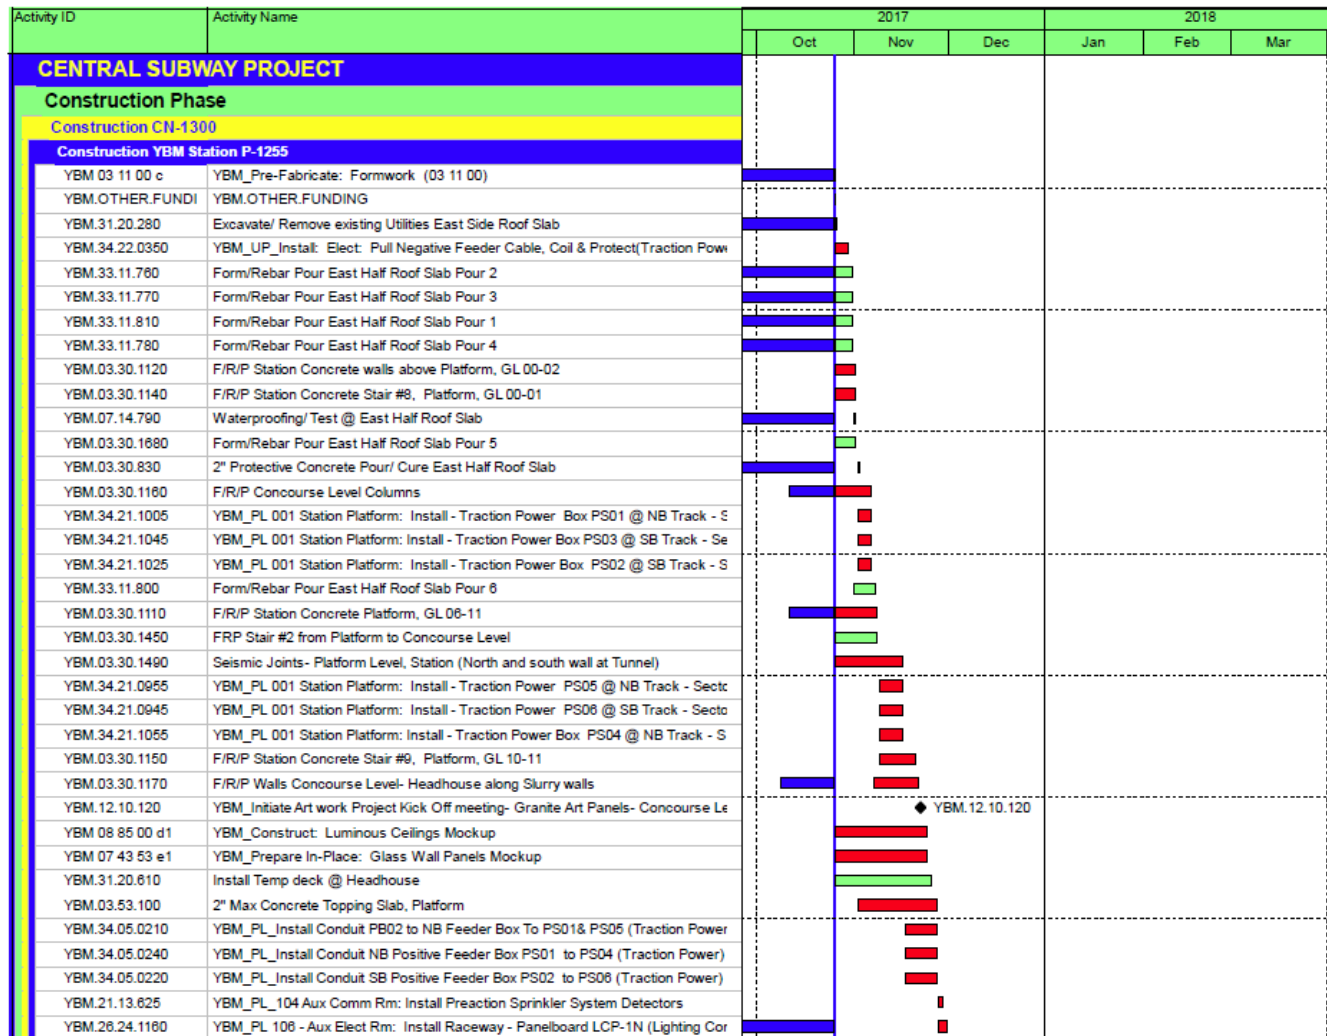 Activity ID Activity Name 2017 2018
Oct Nov Dec Jan Feb Mar
CENTRAL SUBWAY PROJECT
Construction Phase
Construction CN-1300
Construction YBM Station P-1255
YBM 03 11 00 c YBM_Pre-Fabricate: Formwork (03 11 00)
YBM.OTHER.FUNDI YBM.OTHER.FUNDING
YBM.31.20.280 Excavate/ Remove existing Utilities East Side Roof Slab
YBM.34.22.0350 YBM_UP_Install: Elect: Pull Negative Feeder Cable, Coil & Protect(Traction Powe
YBM.33.11.760 Form/Rebar Pour East Half Roof Slab Pour 2
YBM.33.11.770 Form/Rebar Pour East Half Roof Slab Pour 3
YBM.33.11.810 Form/Rebar Pour East Half Roof Slab Pour 1
YBM.33.11.780 Form/Rebar Pour East Half Roof Slab Pour 4
YBM.03.30.1120 F/R/P Station Concrete walls above Platform, GL 00-02
YBM.03.30.1140 F/R/P Station Concrete Stair #8, Platform, GL 00-01
YBM.07.14.790 Waterproofing/ Test @ East Half Roof Slab
YBM.03.30.1680 Form/Rebar Pour East Half Roof Slab Pour 5
YBM.03.30.830 2" Protective Concrete Pour/ Cure East Half Roof Slab
YBM.03.30.1160 F/R/P Concourse Level Columns
YBM.34.21.1005 YBM_PL 001 Station Platform: Install - Traction Power Box PS01 @ NB Track - S
YBM.34.21.1045 YBM_PL 001 Station Platform: Install - Traction Power Box PS03 @ SB Track - Se
YBM.34.21.1025 YBM_PL 001 Station Platform: Install - Traction Power Box PS02 @ SB Track - S
YBM.33.11.800 Form/Rebar Pour East Half Roof Slab Pour 6
YBM.03.30.1110 F/R/P Station Concrete Platform, GL 06-11
YBM.03.30.1450 FRP Stair #2 from Platform to Concourse Level
YBM.03.30.1490 Seismic Joints- Platform Level, Station (North and south wall at Tunnel)
YBM.34.21.0955 YBM_PL 001 Station Platform: Install - Traction Power PS05 @ NB Track - Secto
YBM.34.21.0945 YBM_PL 001 Station Platform: Install - Traction Power PS06 @ SB Track - Secto
YBM.34.21.1055 YBM_PL 001 Station Platform: Install - Traction Power Box PS04 @ NB Track - S
YBM.03.30.1150 F/R/P Station Concrete Stair #9, Platform, GL 10-11
YBM.03.30.1170 F/R/P Walls Concourse Level- Headhouse along Slurry walls
YBM.12.10.120 YBM_Initiate Art work Project Kick Off meeting- Granite Art Panels- Concourse Le YBM.12.10.120
YBM 08 85 00 d1 YBM_Construct: Luminous Ceilings Mockup
YBM 07 43 53 e1 YBM_Prepare In-Place: Glass Wall Panels Mockup
YBM.31.20.610 Install Temp deck @ Headhouse
YBM.03.53.100 2" Max Concrete Topping Slab, Platform
YBM.34.05.0210 YBM_PL_Install Conduit PB02 to NB Feeder Box To PS01& PS05 (Traction Power
YBM.34.05.0240 YBM_PL_Install Conduit NB Positive Feeder Box PS01 to PS04 (Traction Power)
YBM.34.05.0220 YBM_PL_Install Conduit SB Positive Feeder Box PS02 to PS06 (Traction Power)
YBM.21.13.625 YBM_PL_104 Aux Comm Rm: Install Preaction Sprinkler System Detectors
YBM.26.24.1160 YBM_PL 106 - Aux Elect Rm: Install Raceway - Panelboard LCP-1N (Lighting Cor